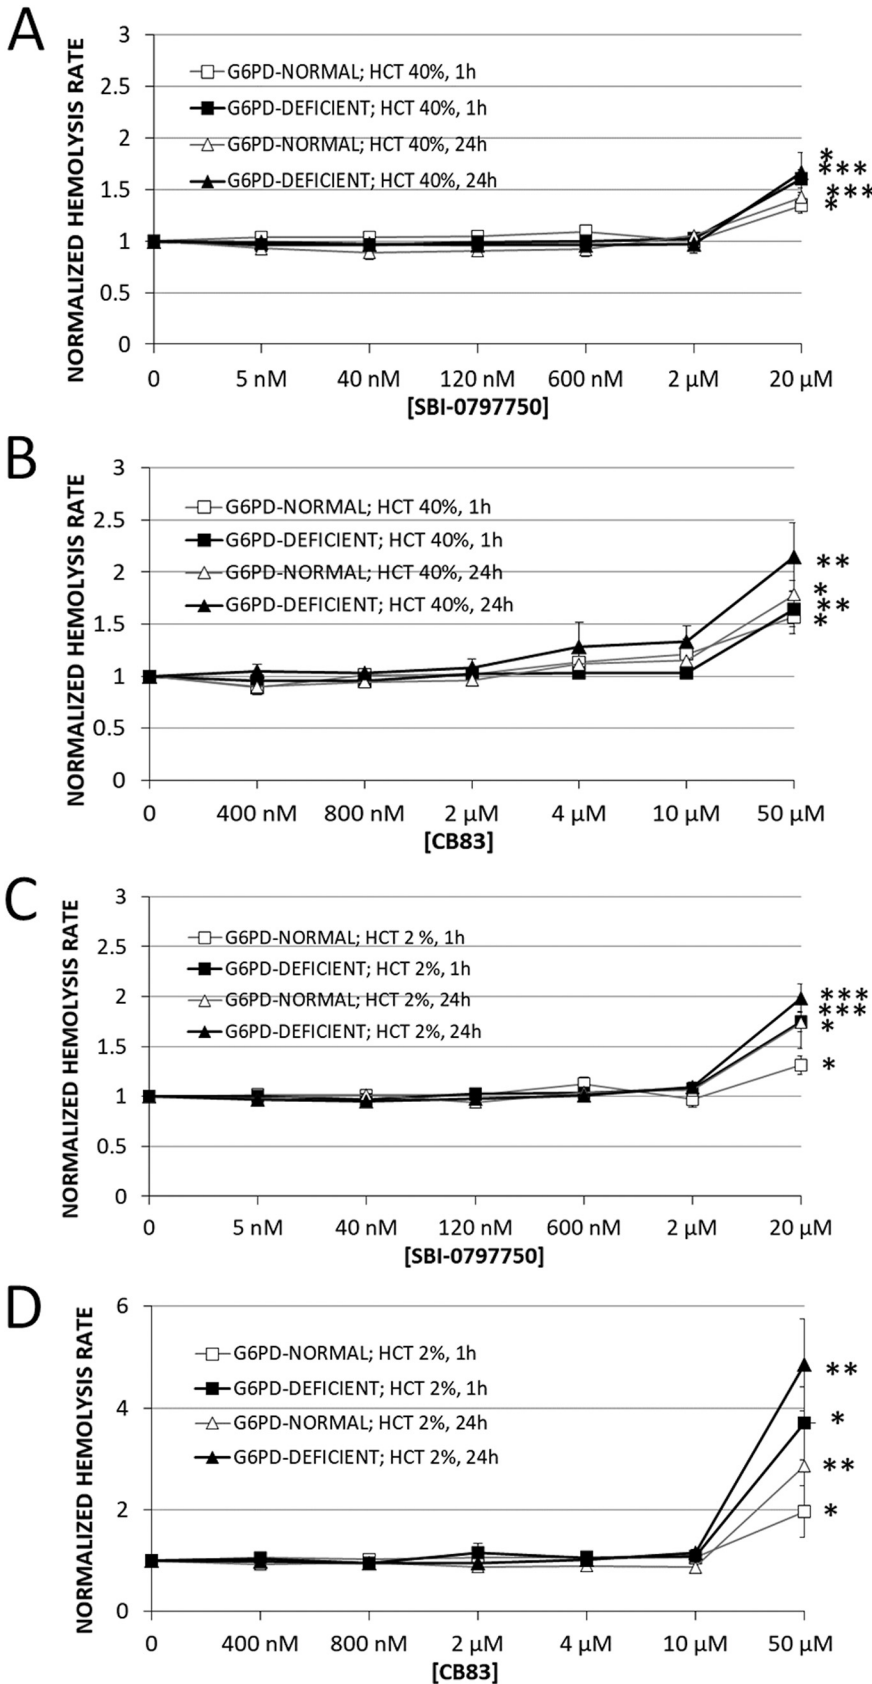 A
NORMALIZED HEMOLYSIS RATE
3
2.5
2
1.5
1
0.5
0
G6PD-NORMAL; HCT 40%, 1h
G6PD-DEFICIENT; HCT 40%, 1h
G6PD-NORMAL; HCT 40%, 24h
G6PD-DEFICIENT; HCT 40%, 24h
*
***
***
*
0 5 nM 40 nM 120 nM 600 nM 2 µM 20 µM
[SBI-0797750]
B
NORMALIZED HEMOLYSIS RATE
3
2.5
2
1.5
1
0.5
0
G6PD-NORMAL; HCT 40%, 1h
G6PD-DEFICIENT; HCT 40%, 1h
G6PD-NORMAL; HCT 40%, 24h
G6PD-DEFICIENT; HCT 40%, 24h
**
*
**
*
0 400 nM 800 nM 2 µM 4 µM 10 µM 50 µM
[CB83]
C
NORMALIZED HEMOLYSIS RATE
3
2.5
2
1.5
1
0.5
0
G6PD-NORMAL; HCT 2 %, 1h
G6PD-DEFICIENT; HCT 2%, 1h
G6PD-NORMAL; HCT 2%, 24h
G6PD-DEFICIENT; HCT 2%, 24h
***
***
*
*
0 5 nM 40 nM 120 nM 600 nM 2 µM 20 µM
[SBI-0797750]
D
NORMALIZED HEMOLYSIS RATE
6
4
2
0
G6PD-NORMAL; HCT 2%, 1h
G6PD-DEFICIENT; HCT 2%, 1h
G6PD-NORMAL; HCT 2%, 24h
G6PD-DEFICIENT; HCT 2%, 24h
**
*
**
*
0 400 nM 800 nM 2 µM 4 µM 10 µM 50 µM
[CB83]